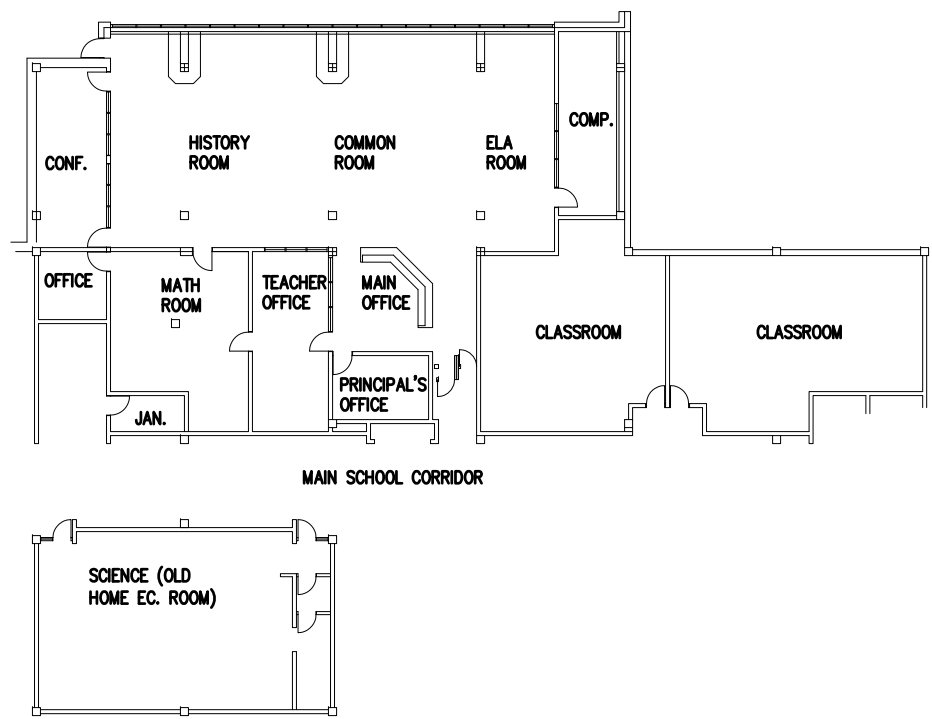 HISTORY
ROOM
COMMON
ROOM
ELA
ROOM
COMP.
CONF.
OFFICE
MATH
ROOM
TEACHER
OFFICE
MAIN
OFFICE
CLASSROOM
CLASSROOM
PRINCIPAL'S
OFFICE
JAN.
MAIN SCHOOL CORRIDOR
SCIENCE (OLD
HOME EC. ROOM)